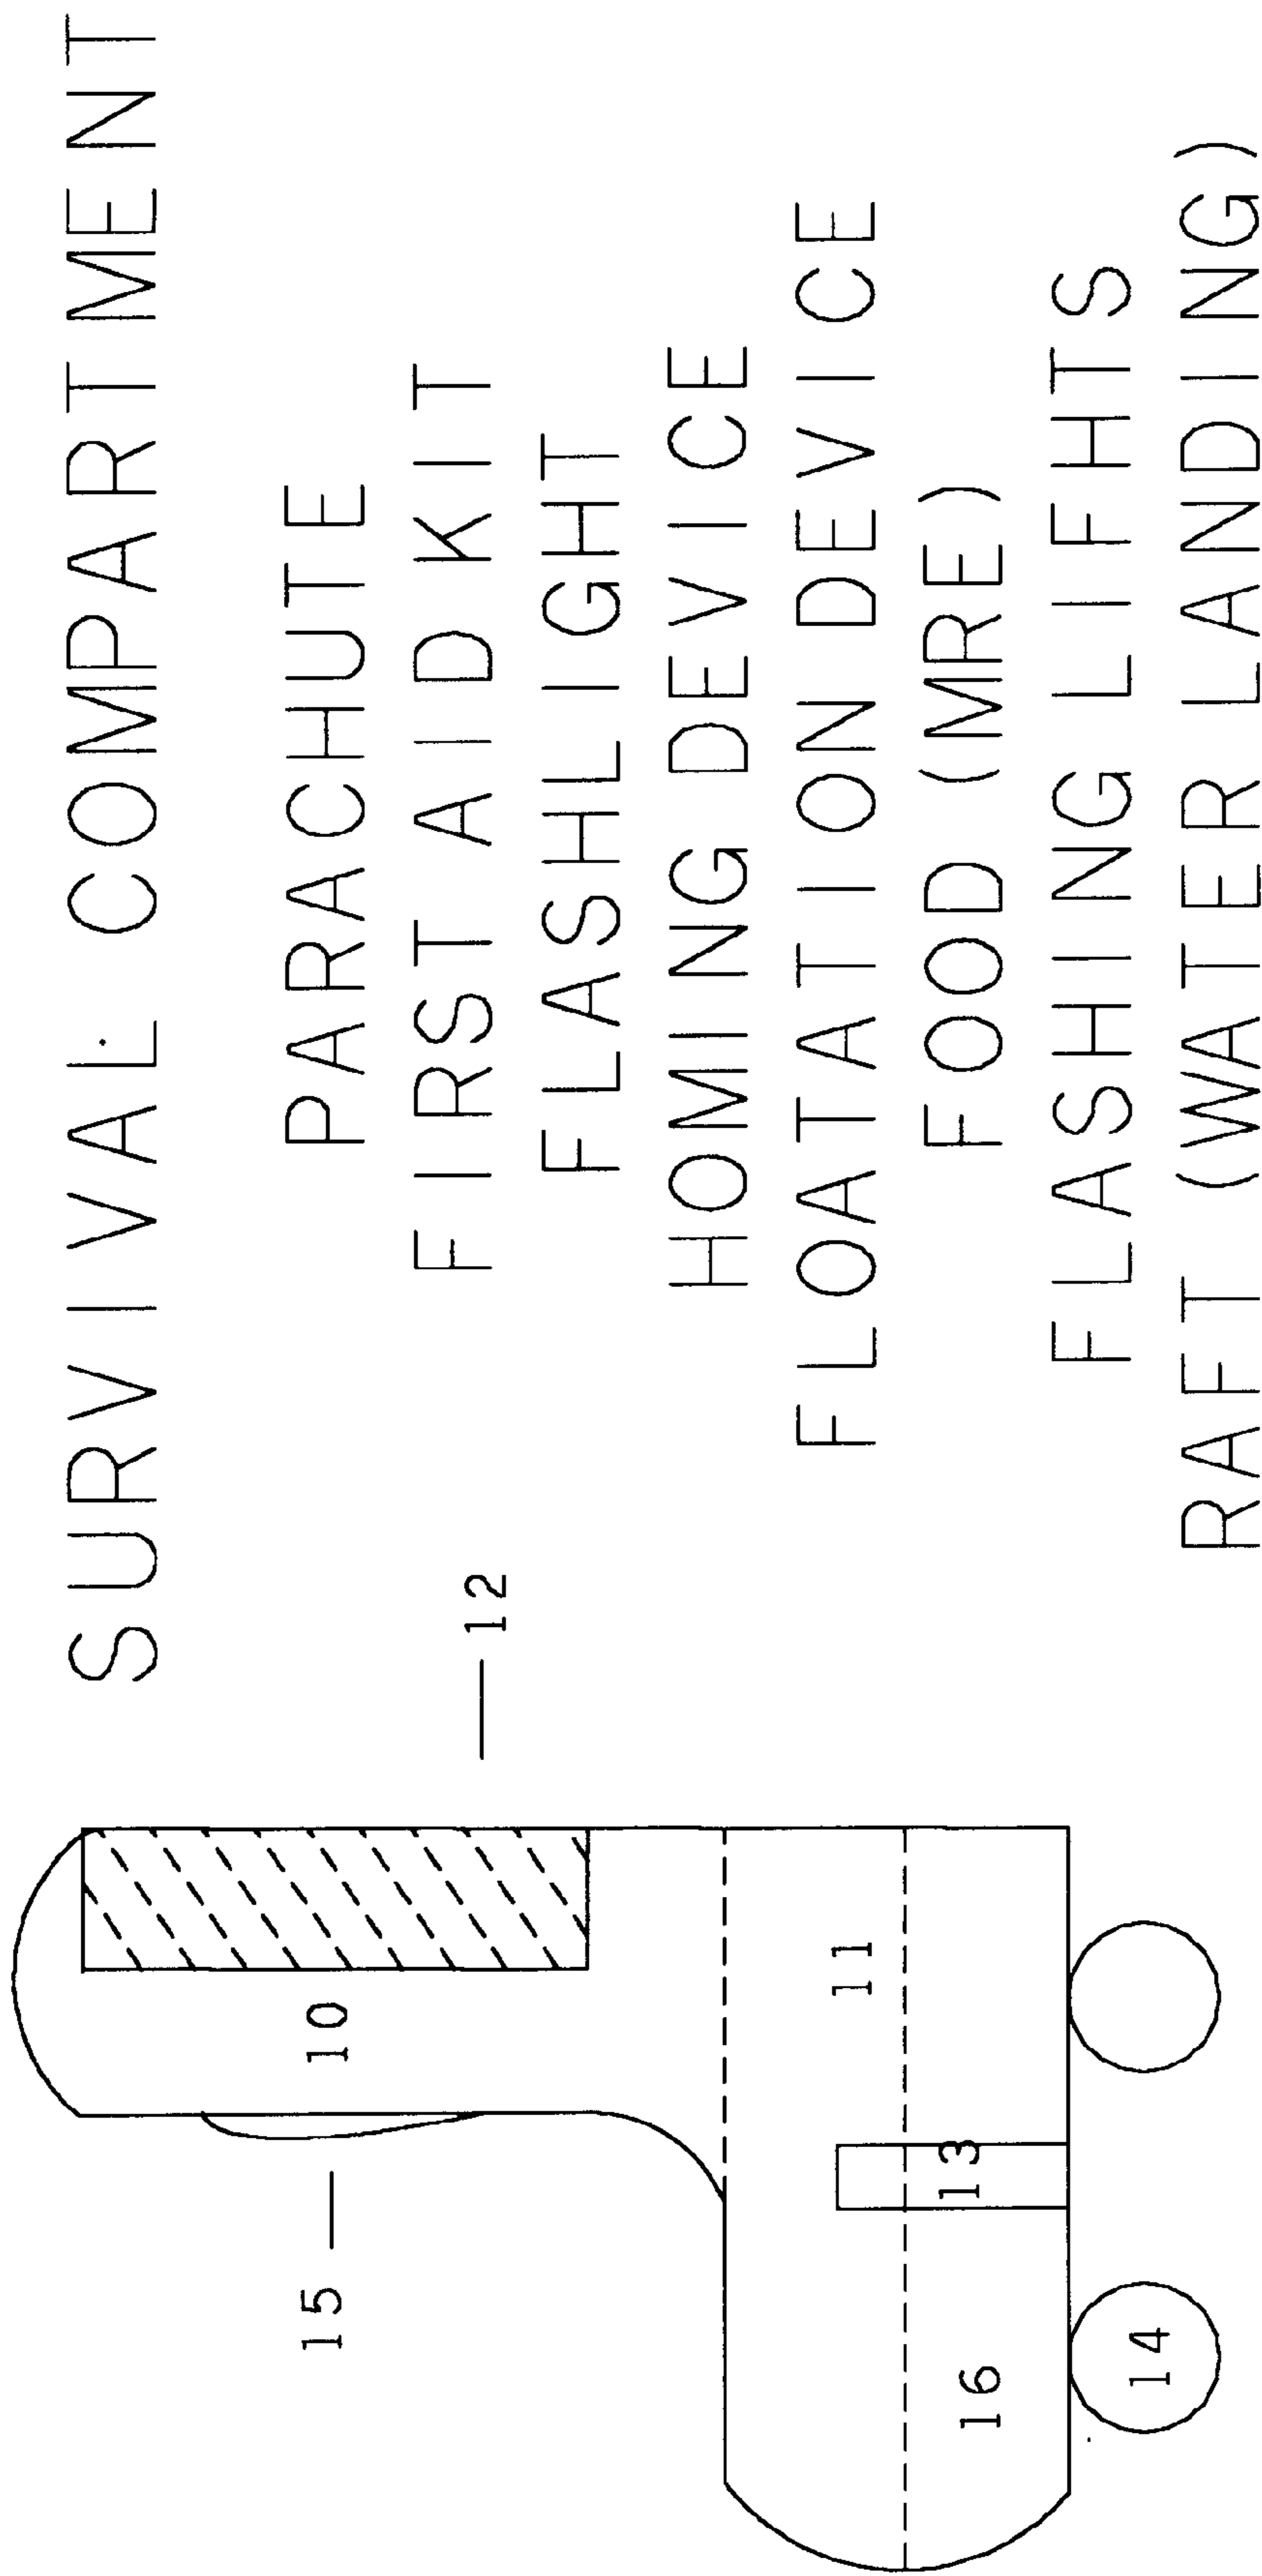 SURVIVAL COMPARTMENT
PARACHUTE
FIRST AID KIT
FLASHLIGHT
HOMING DEVICE
FLOATATION DEVICE
FOOD (MRE)
FLASHING LIFHTS
RAFT (WATER LANDING)
12
10
15
11
13
16
14